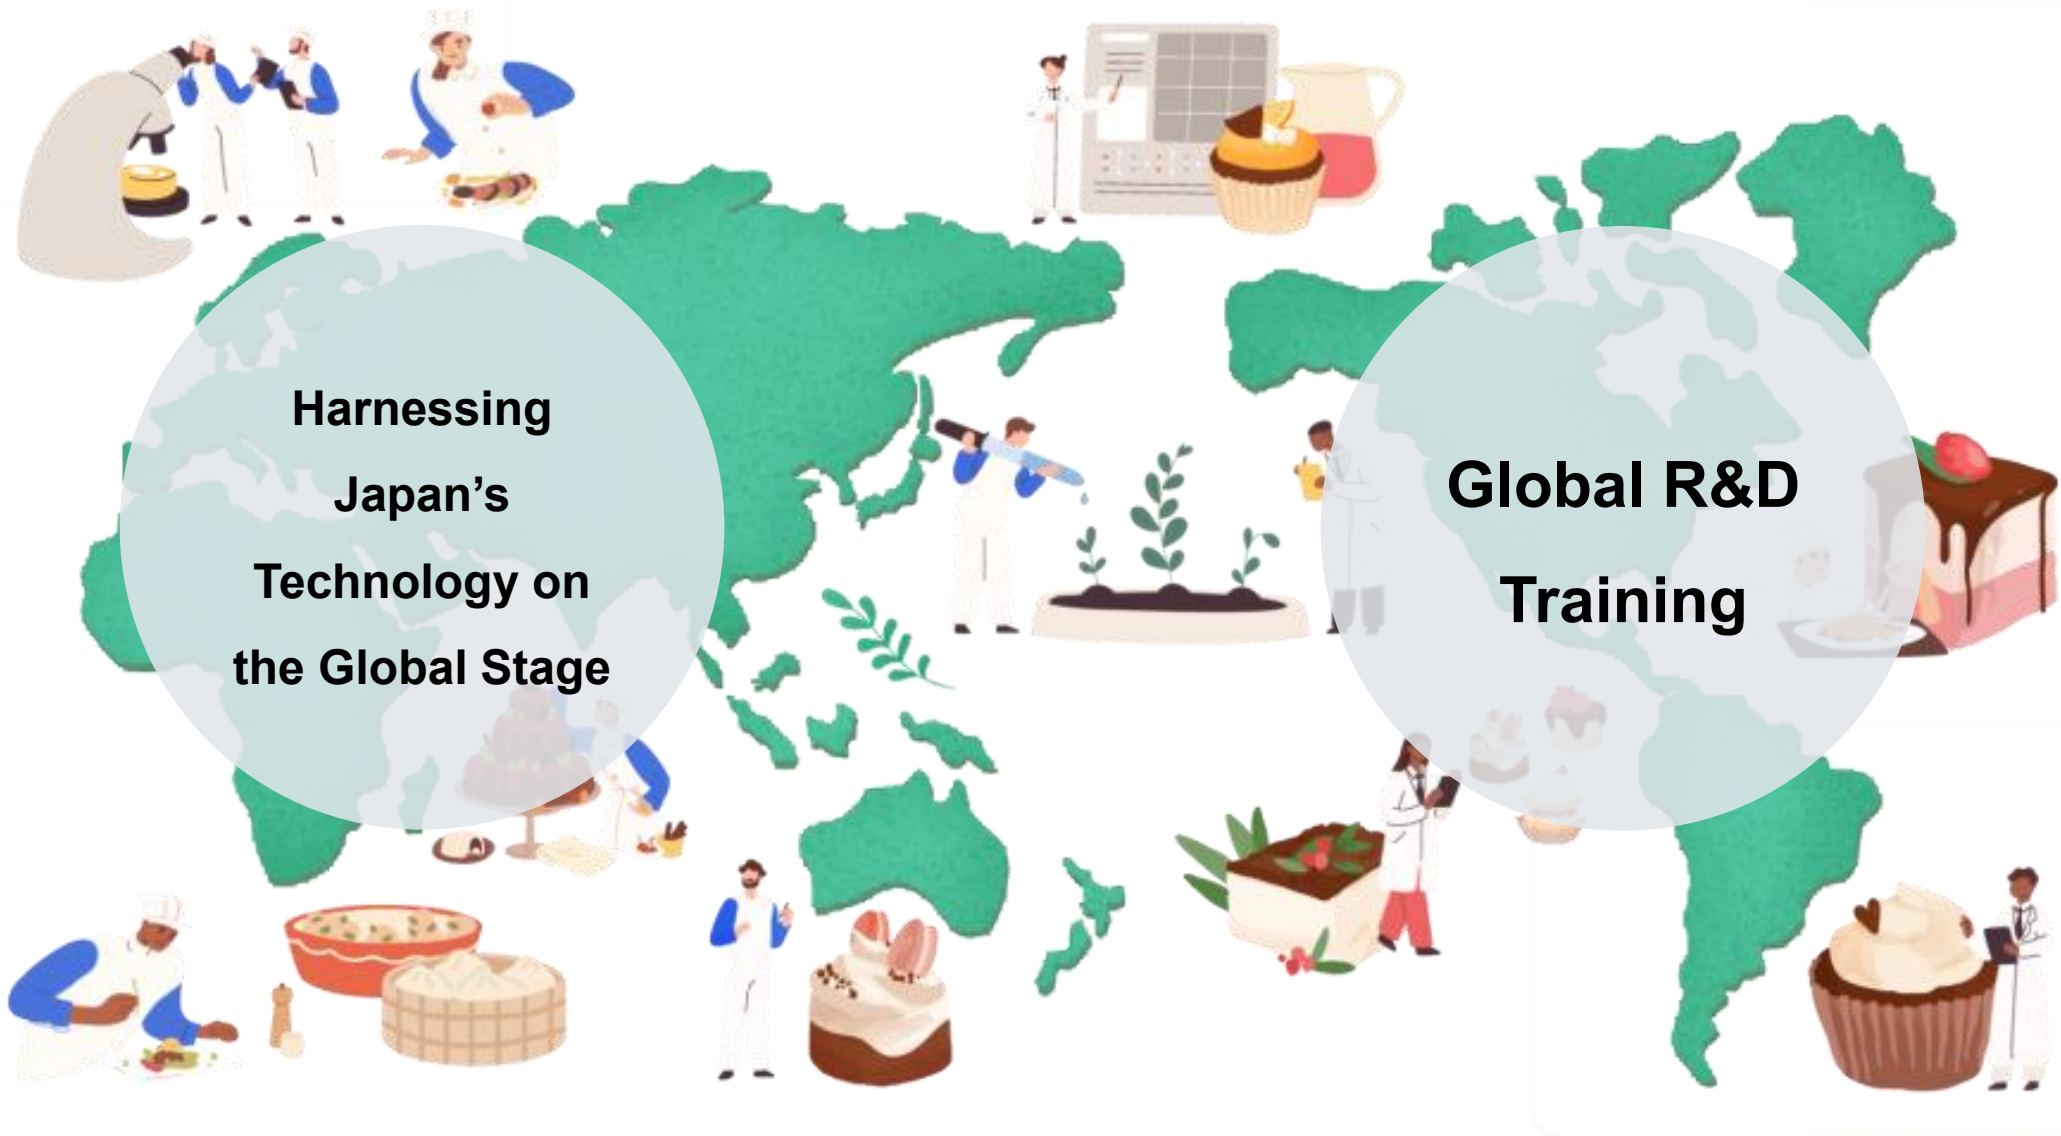 Harnessing
Japan’s
Technology on
the Global Stage
Global R&D
Training